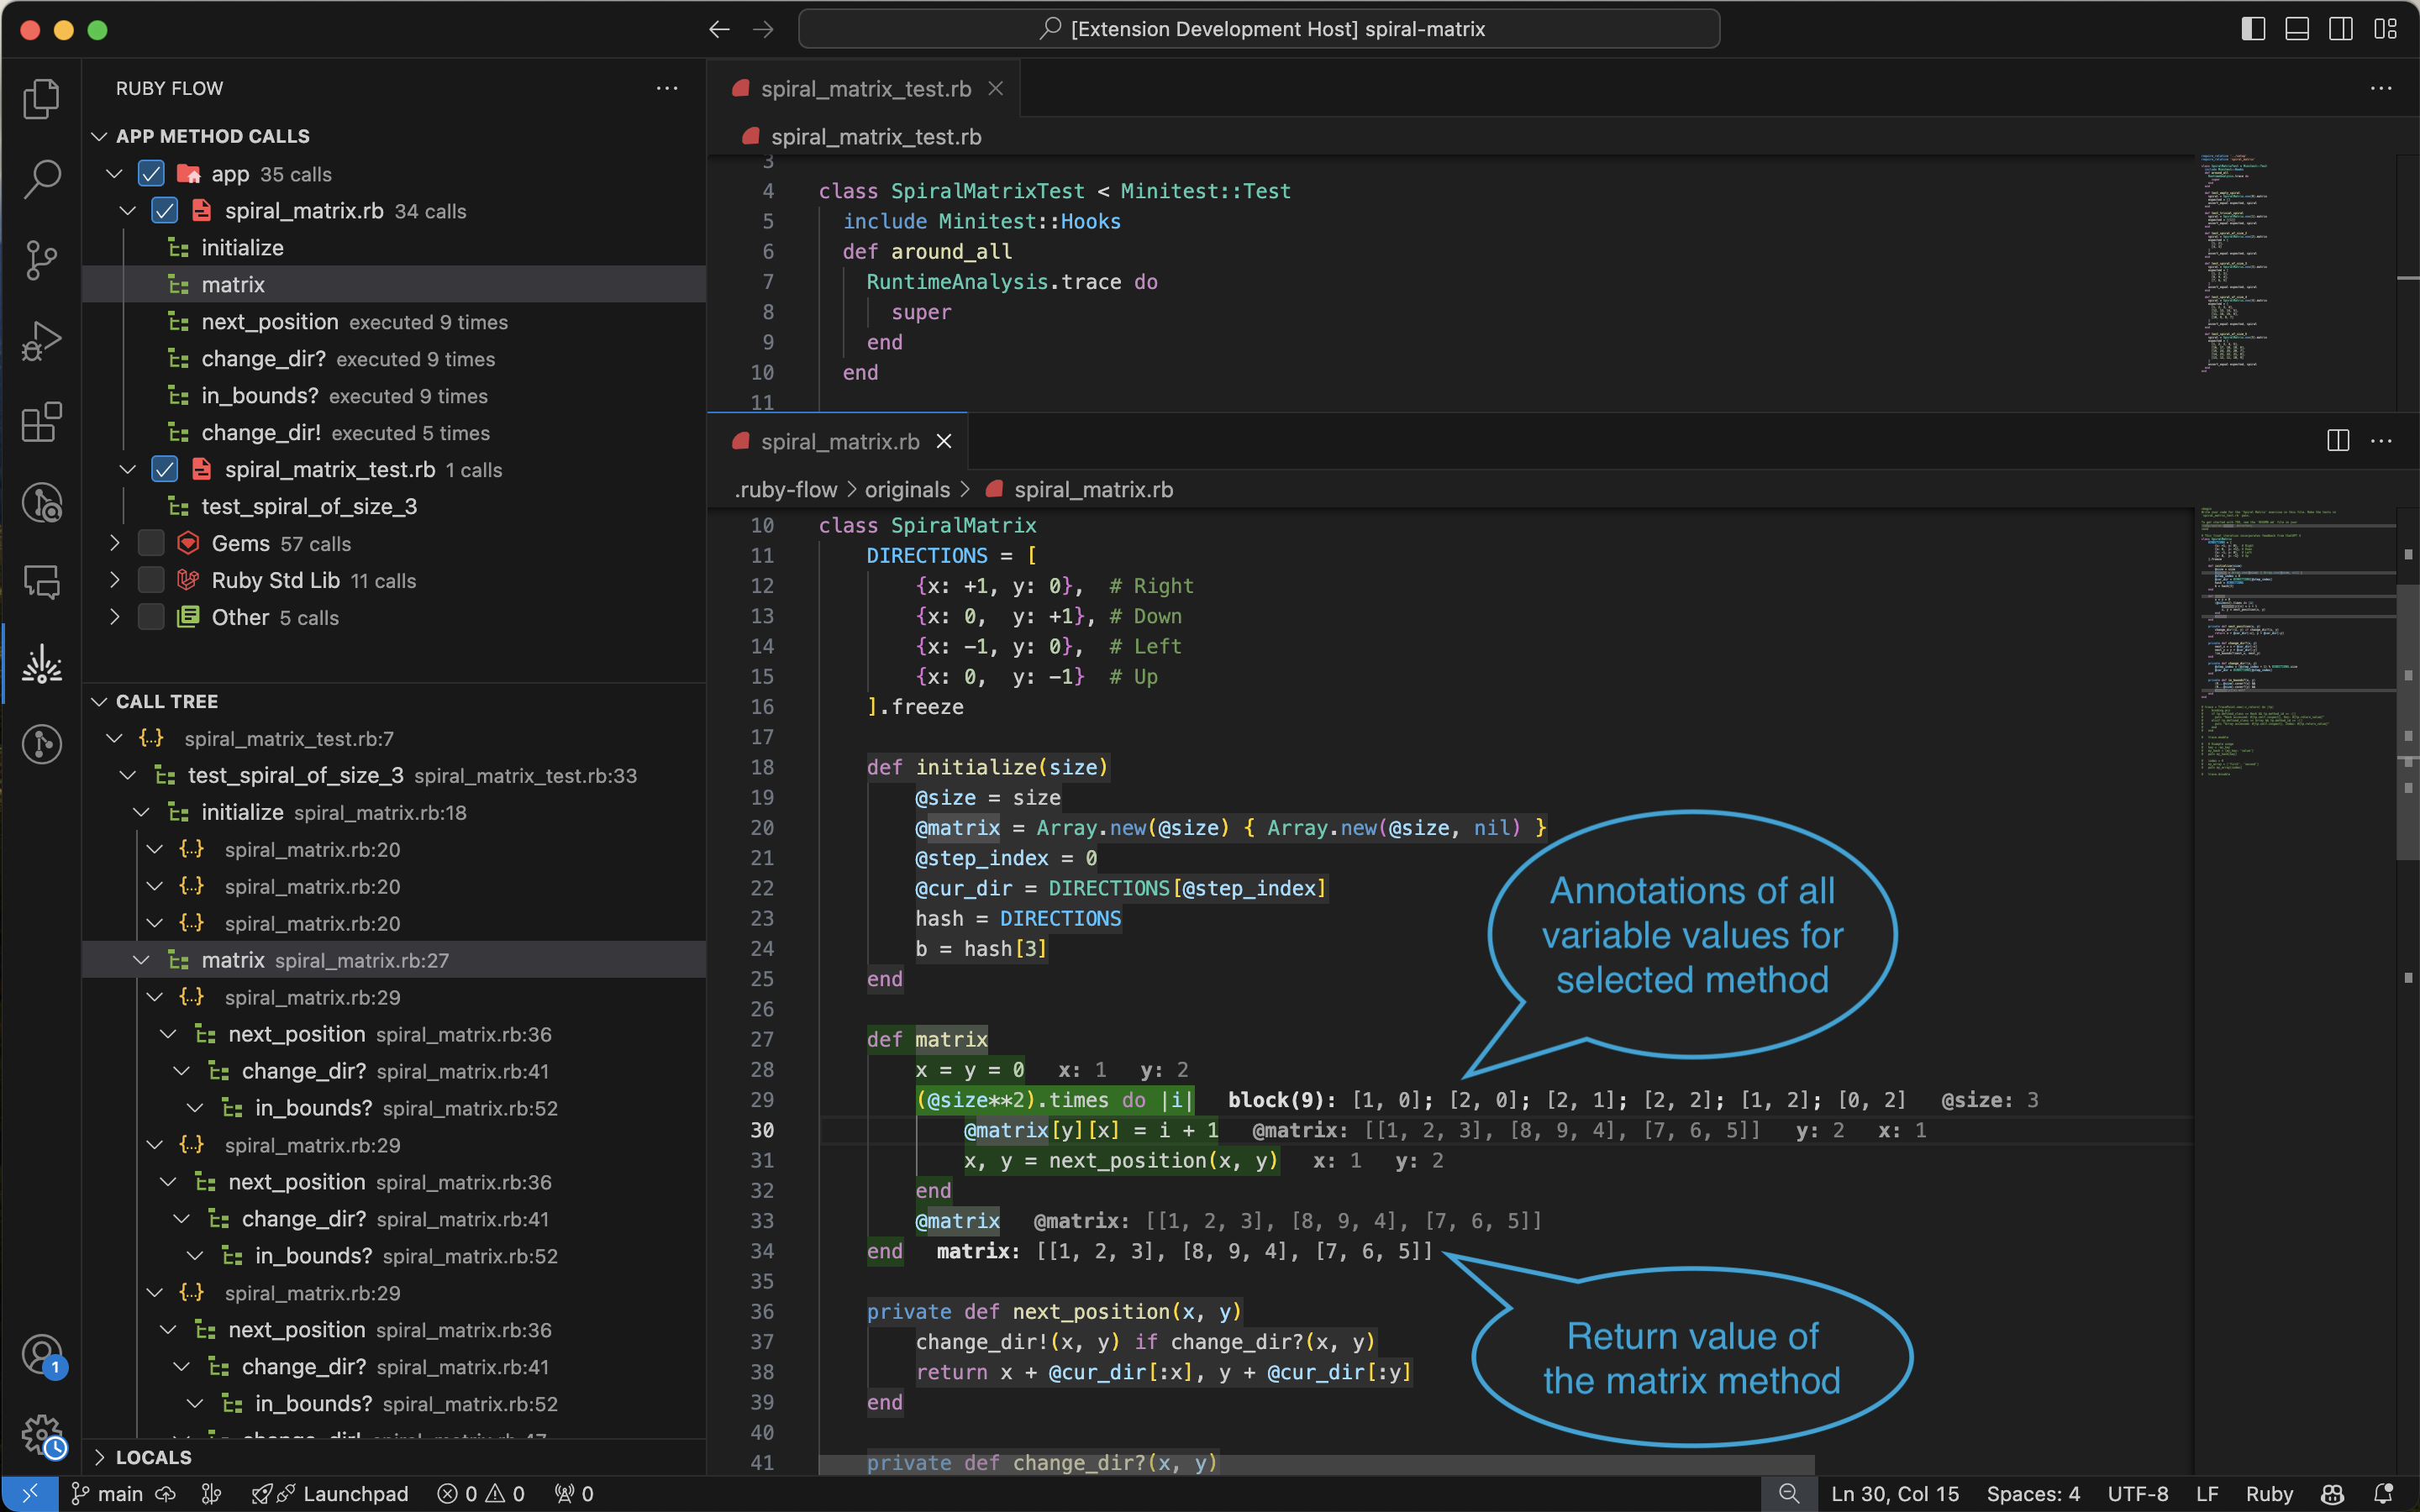 [Extension Development Host] spiral-matrix
RUBY FLOW
APP METHOD CALLS
app 35 calls
spiral_matrix.rb 34 calls
initialize
matrix
next_position executed 9 times
change_dir? executed 9 times
in_bounds? executed 9 times
change_dir! executed 5 times
spiral_matrix_test.rb 1 calls
test_spiral_of_size_3
Gems 57 calls
Ruby Std Lib 11 calls
Other 5 calls
CALL TREE
{..} spiral_matrix_test.rb:7
test_spiral_of_size_3 spiral_matrix_test.rb:33
initialize spiral_matrix.rb:18
{..} spiral_matrix.rb:20
{..} spiral_matrix.rb:20
{..} spiral_matrix.rb:20
matrix spiral_matrix.rb:27
{..} spiral_matrix.rb:29
next_position spiral_matrix.rb:36
change_dir? spiral_matrix.rb:41
in_bounds? spiral_matrix.rb:52
{..} spiral_matrix.rb:29
next_position spiral_matrix.rb:36
change_dir? spiral_matrix.rb:41
in_bounds? spiral_matrix.rb:52
{..} spiral_matrix.rb:29
next_position spiral_matrix.rb:36
change_dir? spiral_matrix.rb:41
in_bounds? spiral_matrix.rb:52
LOCALS
spiral_matrix_test.rb
spiral_matrix_test.rb
3
4 class SpiralMatrixTest < Minitest::Test
5 include Minitest::Hooks
6 def around_all
7 RuntimeAnalysis.trace do
8 super
9 end
10 end
11
spiral_matrix.rb
.ruby-flow > originals > spiral_matrix.rb
10 class SpiralMatrix
11 DIRECTIONS = [
12 {x: +1, y: 0}, # Right
13 {x: 0, y: +1}, # Down
14 {x: −1, y: 0}, # Left
15 {x: 0, y: −1} # Up
16 ].freeze
17
18 def initialize(size)
19 @size = size
20 @matrix = Array.new(@size) { Array.new(@size, nil) }
21 @step_index = 0
22 @cur_dir = DIRECTIONS[@step_index]
23 hash = DIRECTIONS
24 b = hash[3]
25 end
26
27 def matrix
28 x = y = 0 x: 1 y: 2
29 (@size**2).times do |i| block(9): [1, 0]; [2, 0]; [2, 1]; [2, 2]; [1, 2]; [0, 2] @size: 3
30 @matrix[y][x] = i + 1 @matrix: [[1, 2, 3], [8, 9, 4], [7, 6, 5]] y: 2 x: 1
31 x, y = next_position(x, y) x: 1 y: 2
32 end
33 @matrix @matrix: [[1, 2, 3], [8, 9, 4], [7, 6, 5]]
34 end matrix: [[1, 2, 3], [8, 9, 4], [7, 6, 5]]
35
36 private def next_position(x, y)
37 change_dir!(x, y) if change_dir?(x, y)
38 return x + @cur_dir[:x], y + @cur_dir[:y]
39 end
40
41 private def change_dir?(x, y)
Annotations of all
variable values for
selected method
Return value of
the matrix method
1
main Launchpad 0 0 0
Ln 30, Col 15 Spaces: 4 UTF-8 LF Ruby